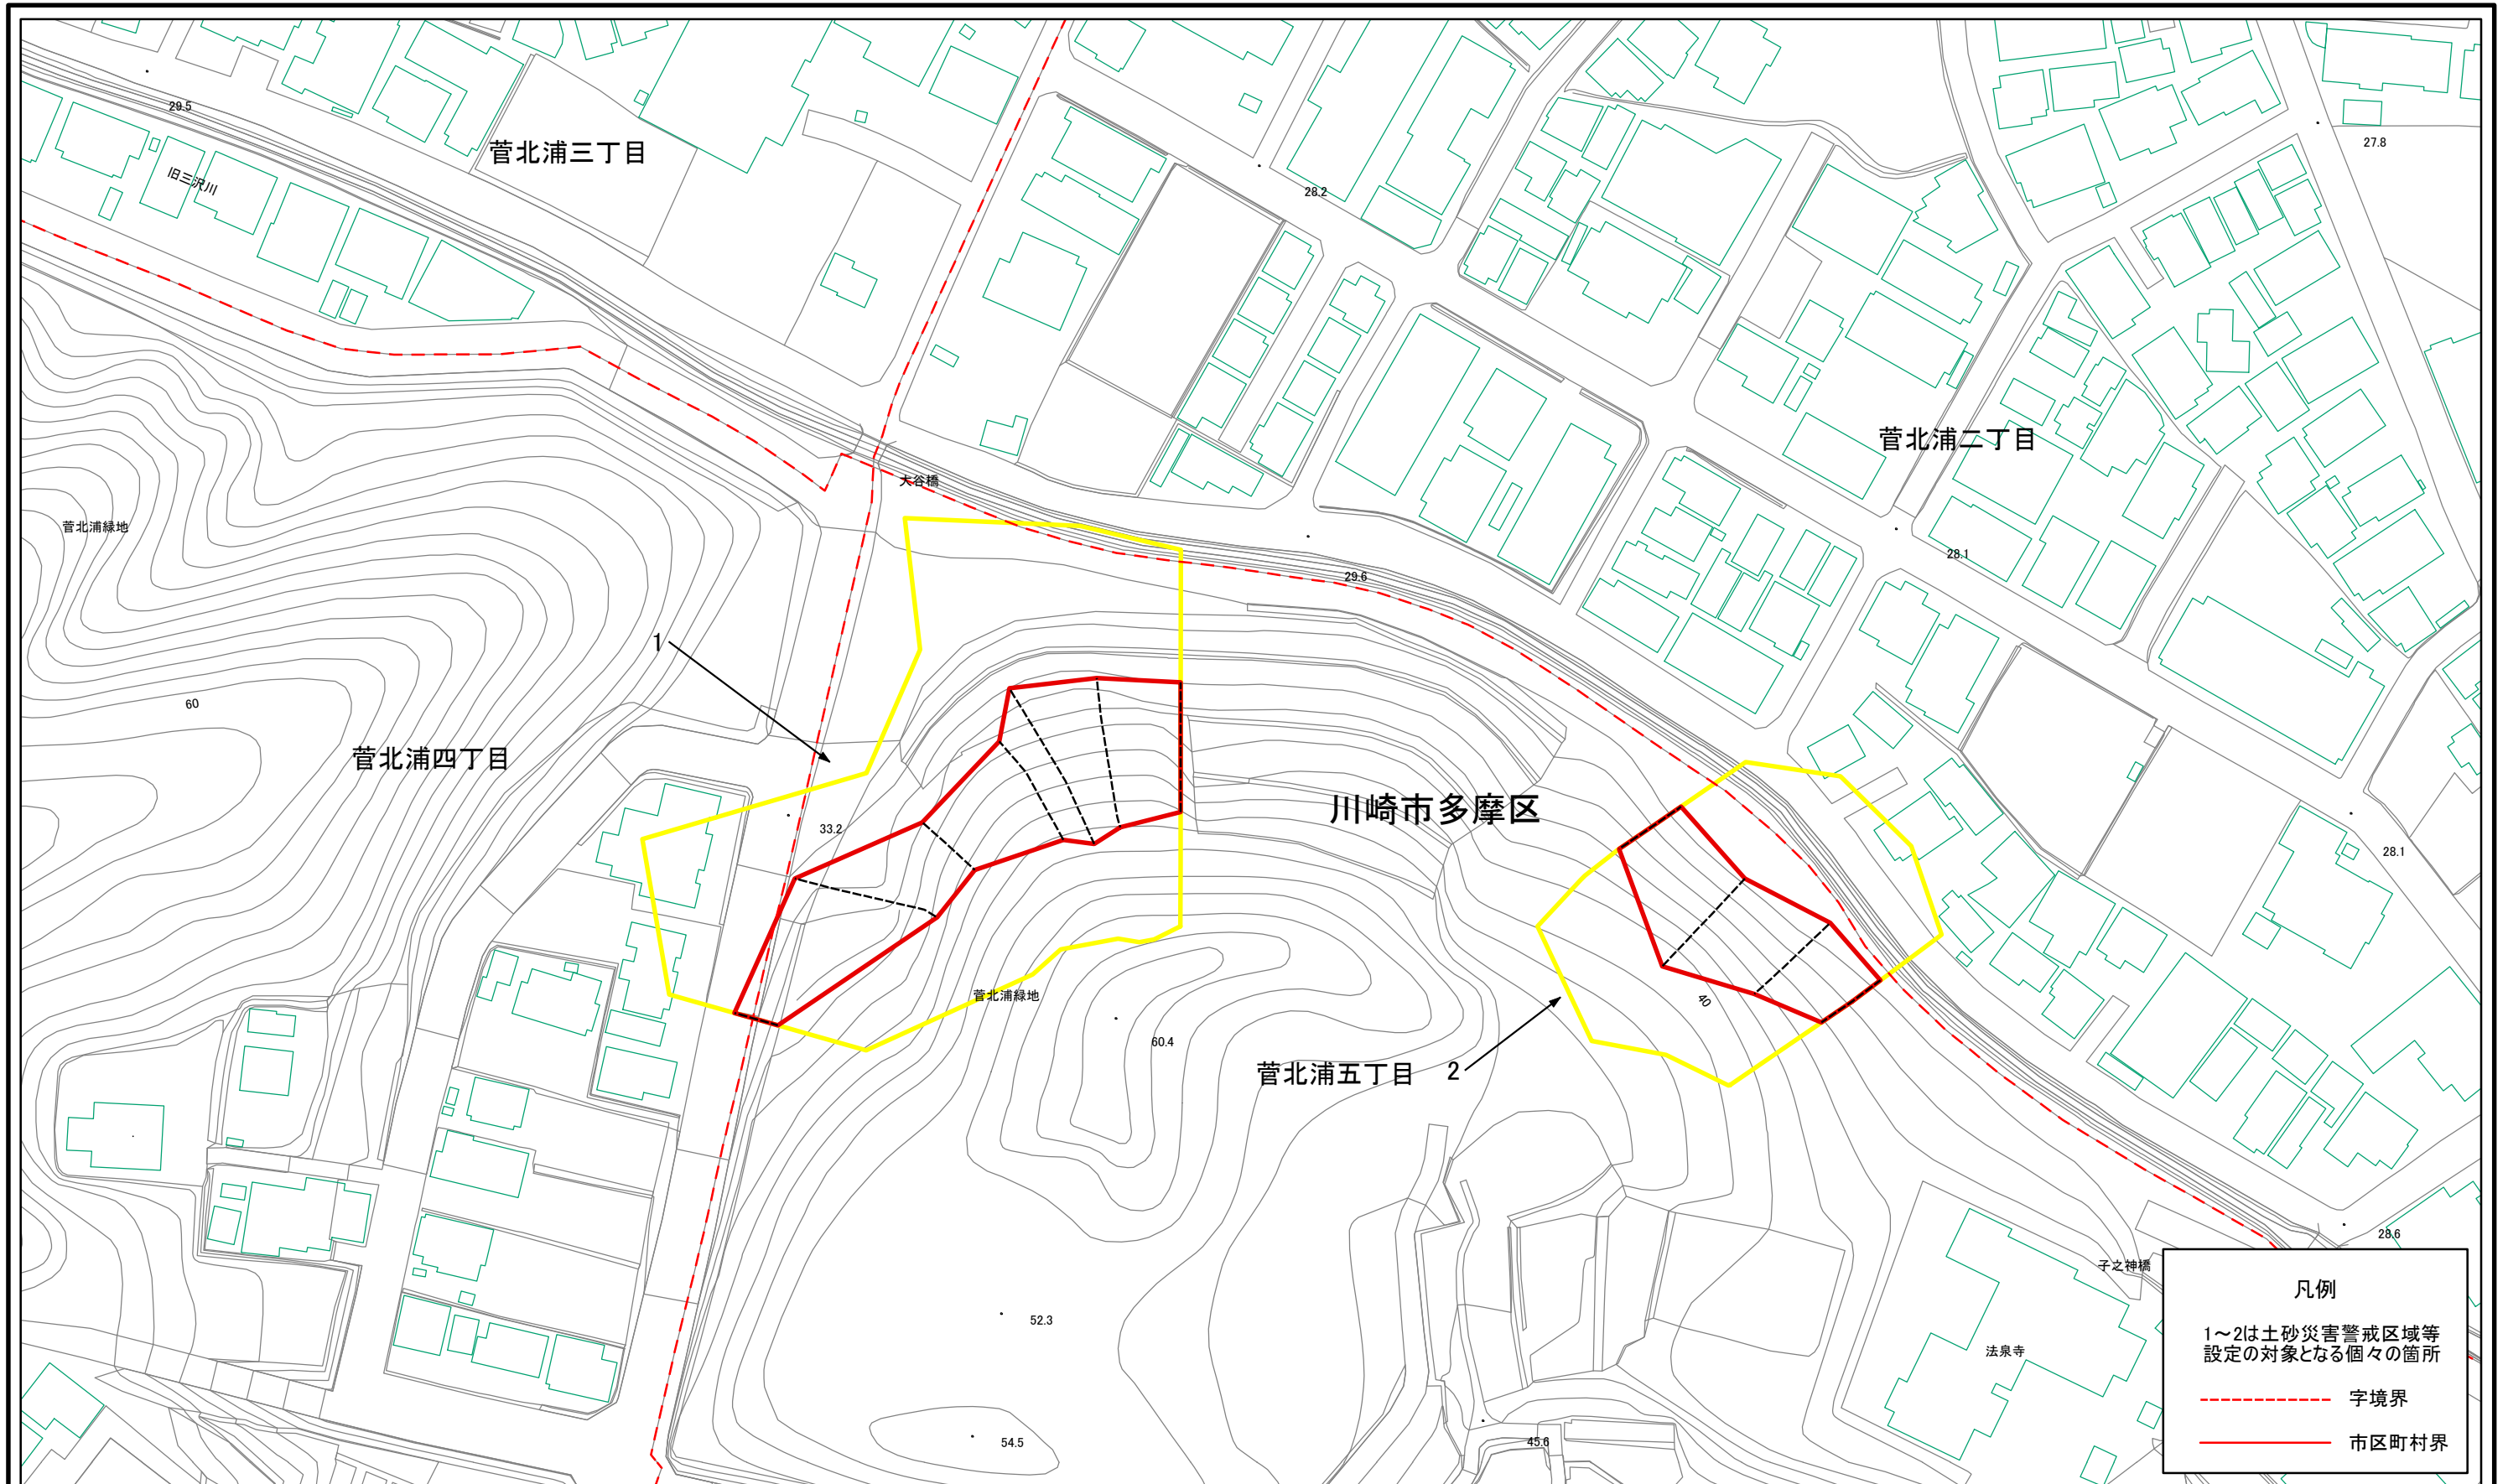 29.5
菅北浦三丁目
27.8
旧三沢川
28.2
菅北浦二丁目
大谷橋
菅北浦緑地
28.1
29.6
1
60
菅北浦四丁目
川崎市多摩区
33.2
28.1
菅北浦緑地
40
60.4
菅北浦五丁目 2
28.6
子之神橋
52.3
法泉寺
54.5
45.6
凡例
1～2は土砂災害警戒区域等
設定の対象となる個々の箇所
字境界
市区町村界